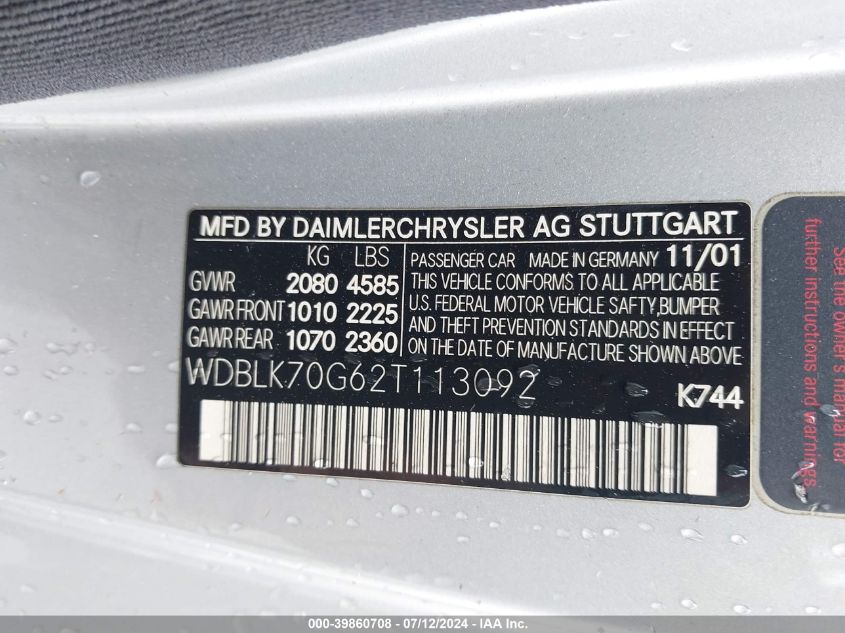 MFD BY DAIMLERCHRYSLER AG STUTTGART
KG LBS
GVWR 2080 4585
GAWR FRONT 1010 2225
GAWR REAR 1070 2360
PASSENGER CAR MADE IN GERMANY 11/01
THIS VEHICLE CONFORMS TO ALL APPLICABLE
U.S. FEDERAL MOTOR VEHICLE SAFTY,BUMPER
AND THEFT PREVENTION STANDARDS IN EFFECT
ON THE DATE OF MANUFACTURE SHOWN ABOVE
WDBLK70G62T113092
K744
See the owner's manual for
further instructions and warnings
000-39860708 - 07/12/2024 - © IAA, Inc.